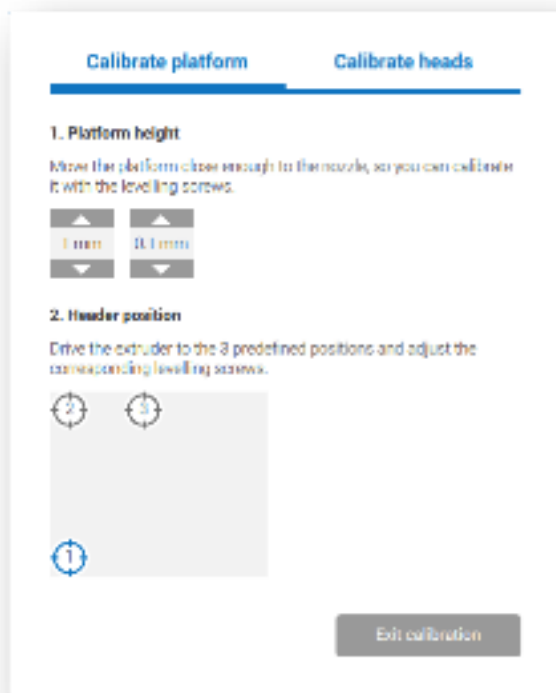 Calibrate platform
Calibrate heads
1. Platform height
Move the platform close enough to the nozzle, so you can calibrate
it with the levelling screws.
1 mm
0.1 mm
2. Header position
Drive the extruder to the 3 predefined positions and adjust the
corresponding levelling screws.
2
3
1
Exit calibration